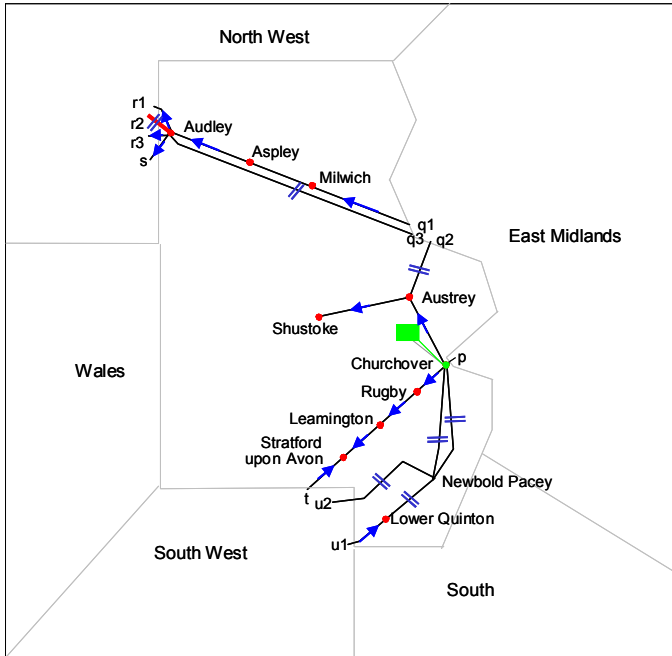 North West
r1
r2
Audley
r3
s
Aspley
Milwich
q1
q3 q2
East Midlands
Austrey
Shustoke
Churchover
p
Wales
Rugby
Leamington
Stratford
upon Avon
Newbold Pacey
t
u2
Lower Quinton
u1
South West
South